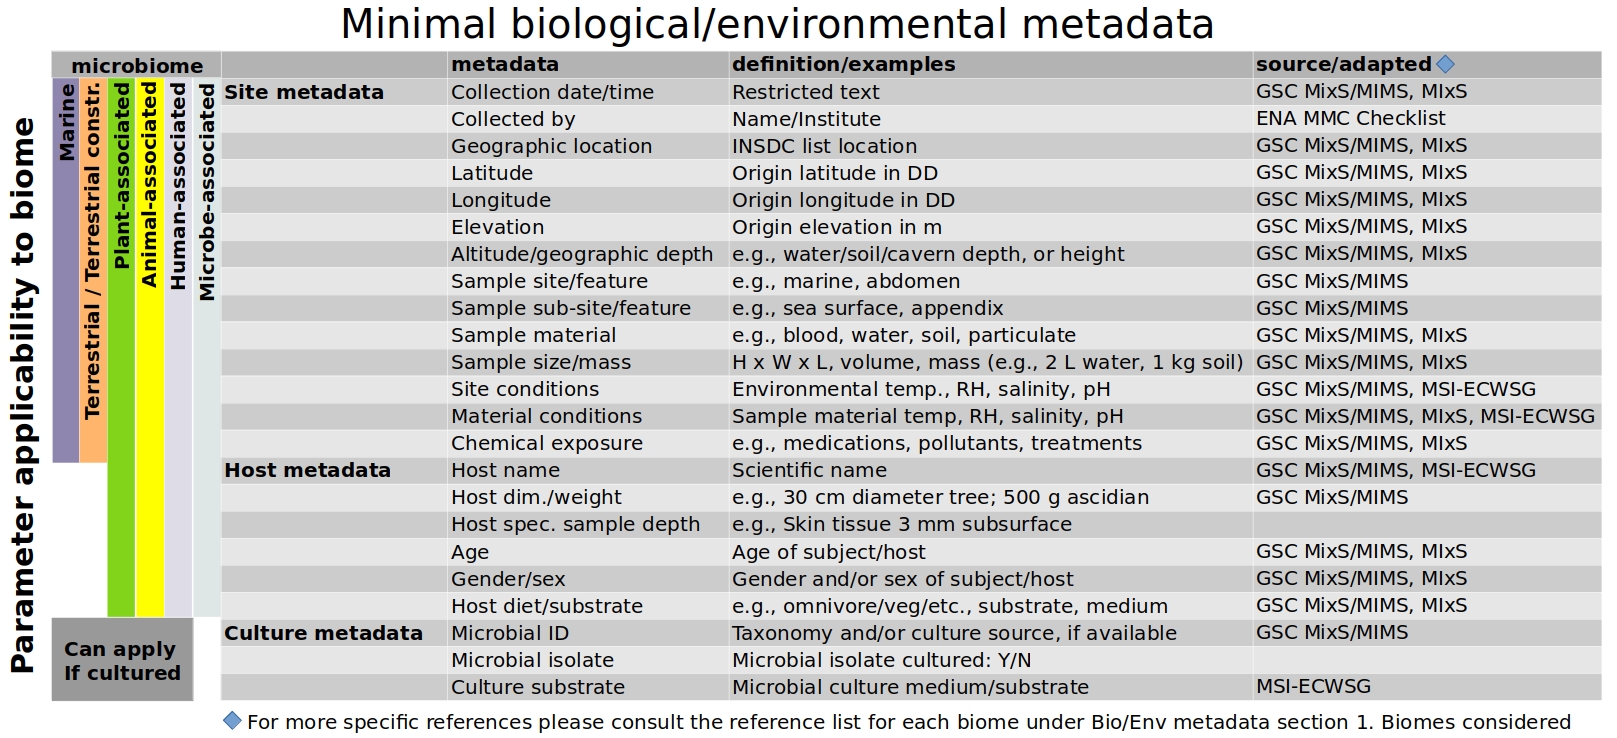 Minimal biological/environmental metadata
microbiome metadata definition/examples source/adapted
Parameter applicability to biome
Marine
Terrestrial / Terrestrial constr.
Plant-associated
Animal-associated
Human-associated
Microbe-associated
Site metadata Collection date/time Restricted text GSC MixS/MIMS, MIxS
Collected by Name/Institute ENA MMC Checklist
Geographic location INSDC list location GSC MixS/MIMS, MIxS
Latitude Origin latitude in DD GSC MixS/MIMS, MIxS
Longitude Origin longitude in DD GSC MixS/MIMS, MIxS
Elevation Origin elevation in m GSC MixS/MIMS, MIxS
Altitude/geographic depth e.g., water/soil/cavern depth, or height GSC MixS/MIMS, MIxS
Sample site/feature e.g., marine, abdomen GSC MixS/MIMS
Sample sub-site/feature e.g., sea surface, appendix GSC MixS/MIMS
Sample material e.g., blood, water, soil, particulate GSC MixS/MIMS, MIxS
Sample size/mass H x W x L, volume, mass (e.g., 2 L water, 1 kg soil) GSC MixS/MIMS, MIxS
Site conditions Environmental temp., RH, salinity, pH GSC MixS/MIMS, MSI-ECWSG
Material conditions Sample material temp, RH, salinity, pH GSC MixS/MIMS, MIxS, MSI-ECWSG
Chemical exposure e.g., medications, pollutants, treatments GSC MixS/MIMS, MIxS
Host metadata Host name Scientific name GSC MixS/MIMS, MSI-ECWSG
Host dim./weight e.g., 30 cm diameter tree; 500 g ascidian GSC MixS/MIMS
Host spec. sample depth e.g., Skin tissue 3 mm subsurface
Age Age of subject/host GSC MixS/MIMS, MIxS
Gender/sex Gender and/or sex of subject/host GSC MixS/MIMS, MIxS
Host diet/substrate e.g., omnivore/veg/etc., substrate, medium GSC MixS/MIMS, MIxS
Culture metadata Microbial ID Taxonomy and/or culture source, if available GSC MixS/MIMS
Microbial isolate Microbial isolate cultured: Y/N
Culture substrate Microbial culture medium/substrate MSI-ECWSG
Can apply
If cultured
For more specific references please consult the reference list for each biome under Bio/Env metadata section 1. Biomes considered